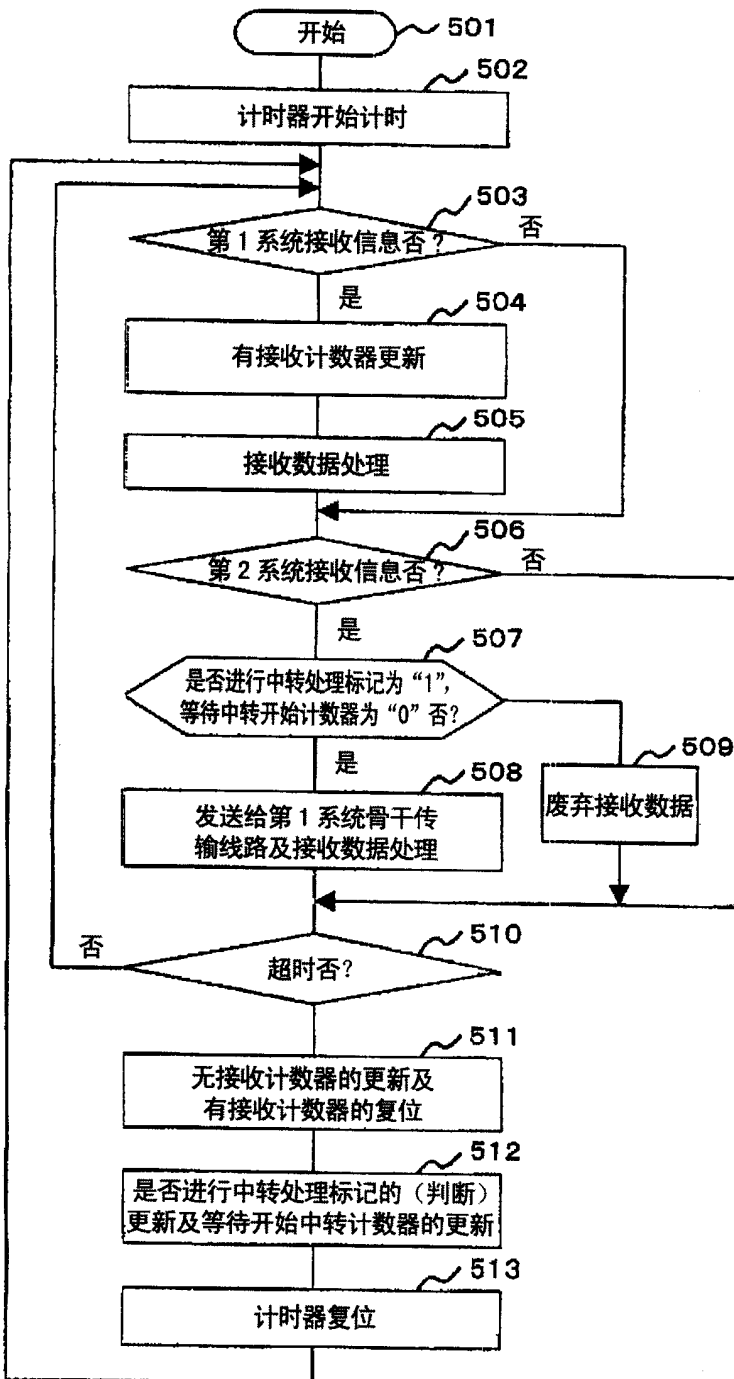 开始
501
502
计时器开始计时
503
第1系统接收信息否？
否
是
504
有接收计数器更新
505
接收数据处理
506
第2系统接收信息否？
否
是
507
是否进行中转处理标记为“1”，
等待中转开始计数器为“0”否？
是
508
509
发送给第1系统骨干传
输线路及接收数据处理
废弃接收数据
510
否
超时否？
511
无接收计数器的更新及
有接收计数器的复位
512
是否进行中转处理标记的（判断）
更新及等待开始中转计数器的更新
513
计时器复位